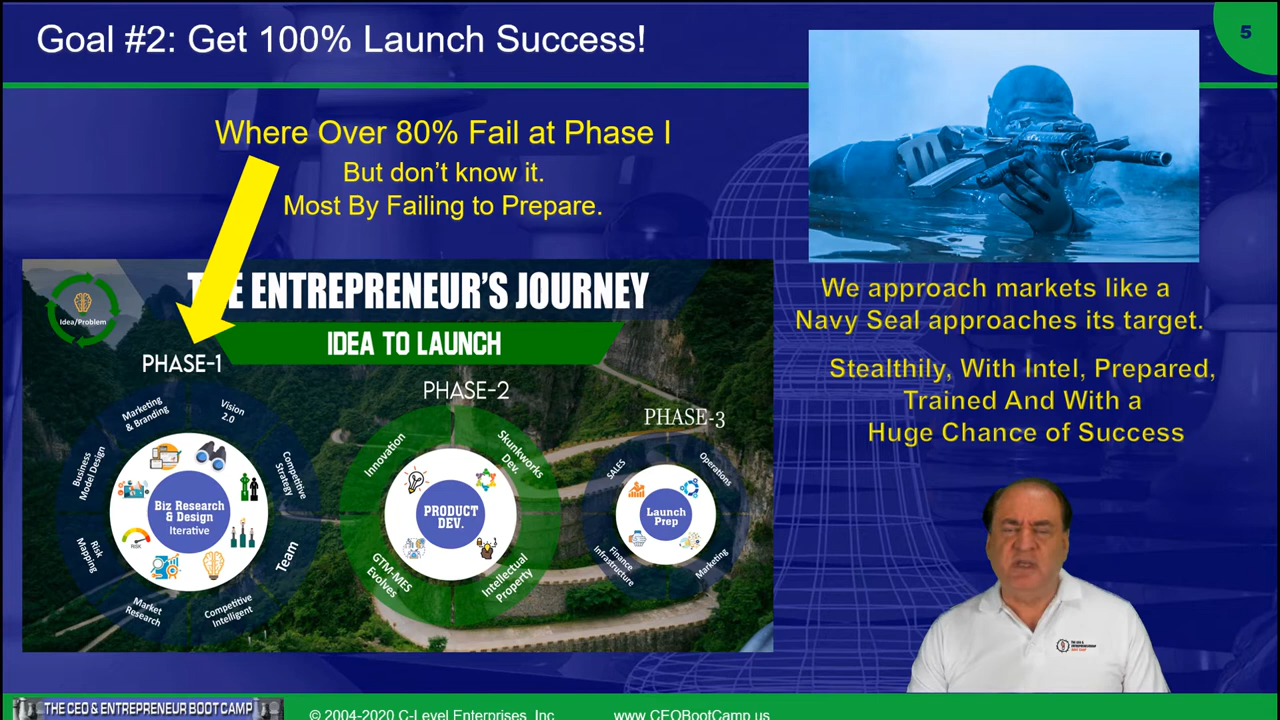 Goal #2: Get 100% Launch Success!
5
Where Over 80% Fail at Phase I
But don't know it.
Most By Failing to Prepare.
We approach markets like a
Navy Seal approaches its target.
Stealthily, With Intel, Prepared,
Trained And With a
Huge Chance of Success
Idea/Problem
ENTREPRENEUR'S JOURNEY
IDEA TO LAUNCH
PHASE-1
Marketing
& Branding
Vision
2.0
Competitive
Strategy
Team
Competitive
Intelligent
Market
Research
Risk
Mapping
Business
Model Design
RISK
Biz Research
& Design
Iterative
PHASE-2
Innovation
Skunkworks
Dev.
Intellectual
Property
GTM-MES
Evolves
PRODUCT
DEV.
PHASE-3
SALES
Operations
Marketing
Finance
Infrastructure
Launch
Prep
THE CEO & ENTREPRENEUR BOOT CAMP
© 2004-2020 C-Level Enterprises, Inc
www.CEOBootCamp.us